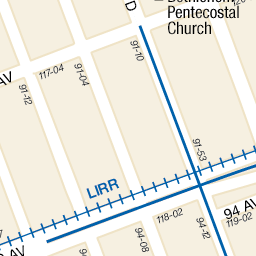 Bethlehem
Pentecostal
Church
D
AV
117-04
91-04
91-12
91-10
91-53
LIRR
118-02
94 AV
119-02
94-08
94-12
AV